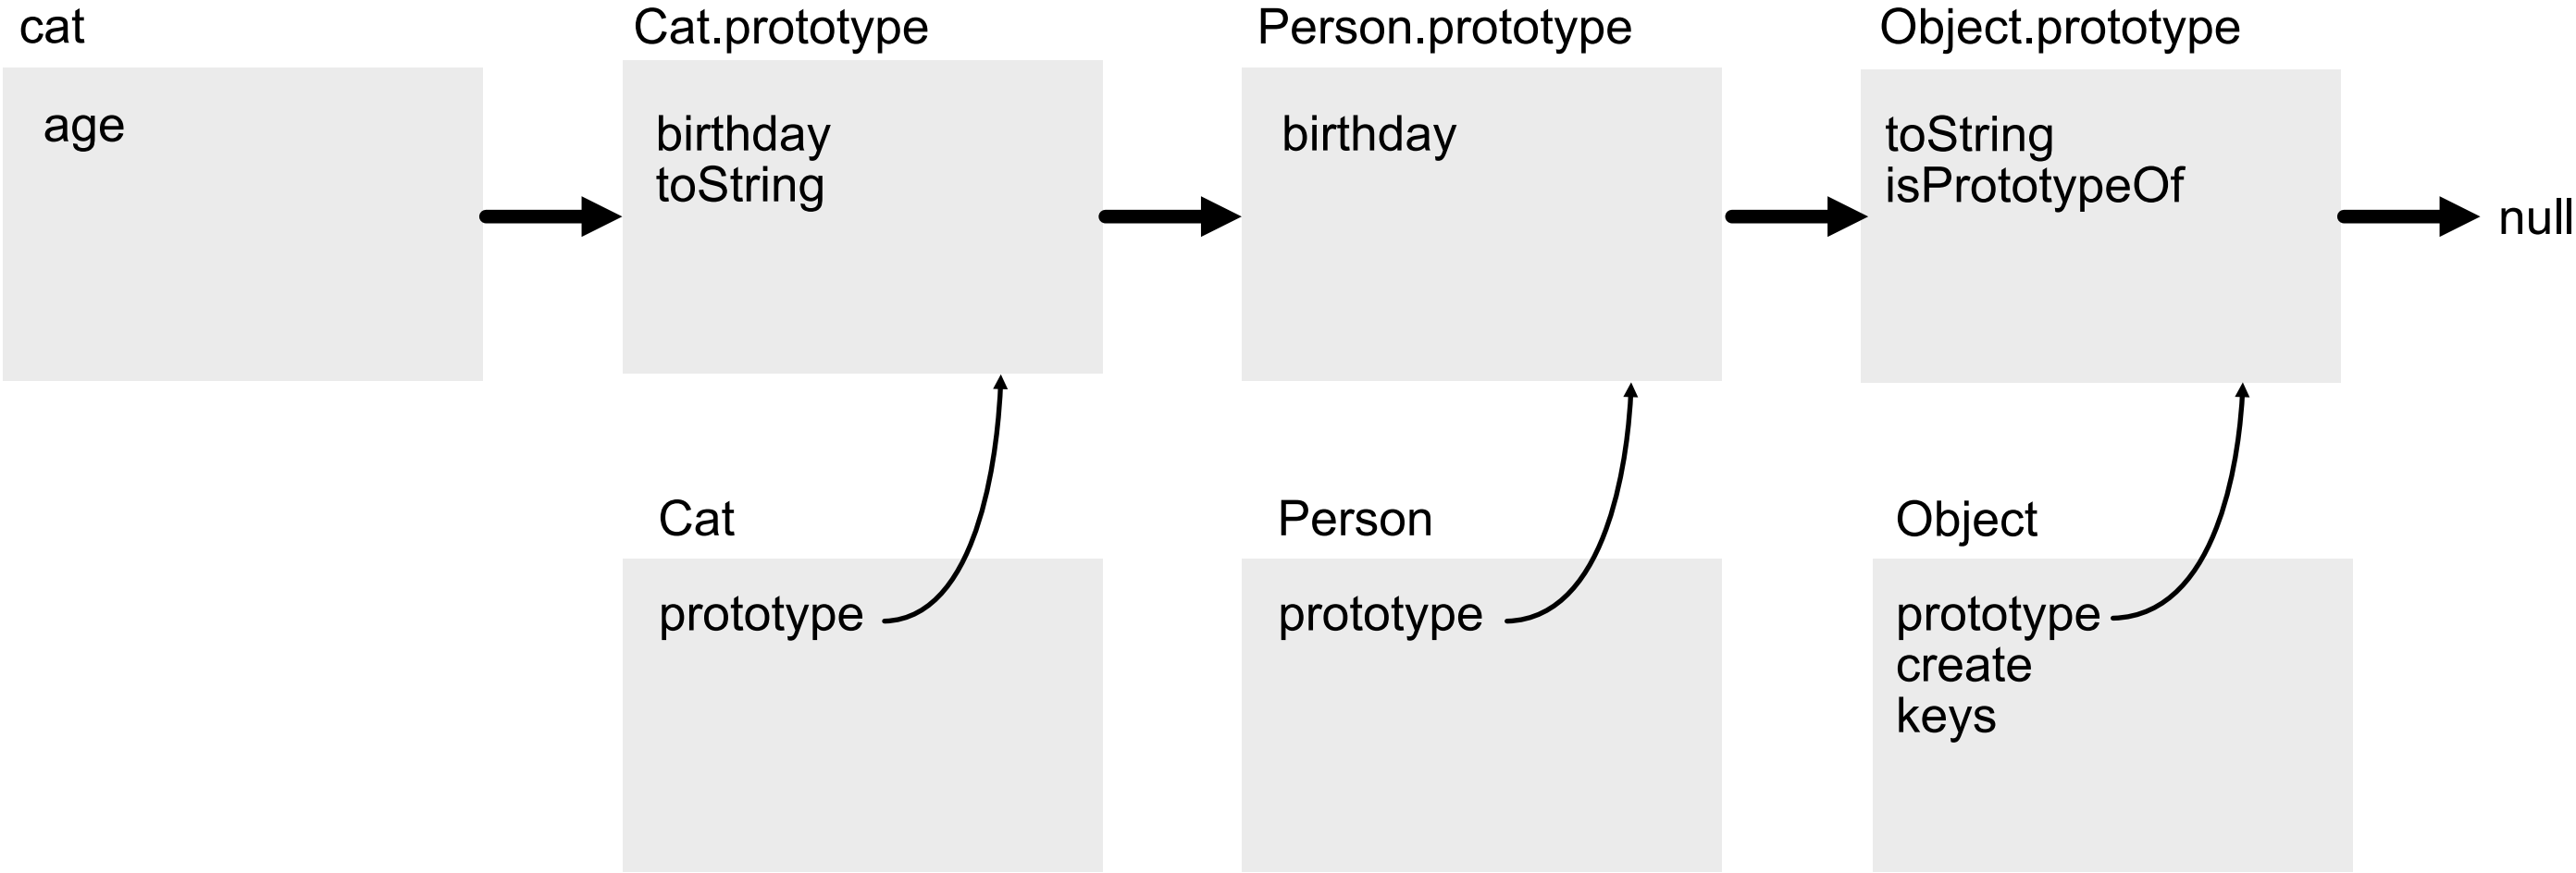 cat
age
Cat.prototype
birthday
toString
Person.prototype
birthday
Object.prototype
toString
isPrototypeOf
null
Cat
prototype
Person
prototype
Object
prototype
create
keys